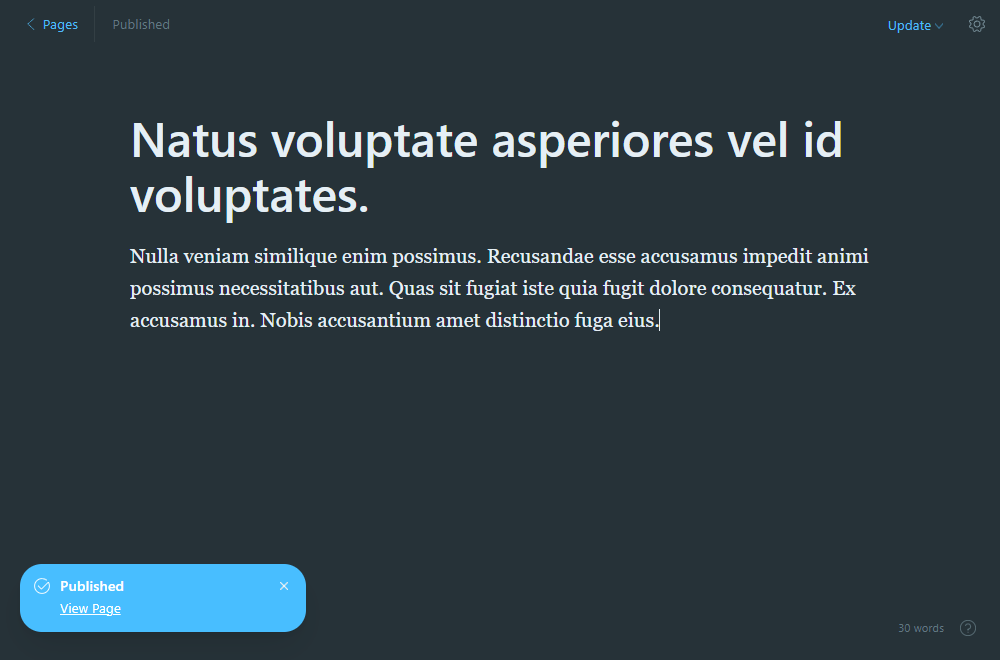 Pages
Published
Update
Natus voluptate asperiores vel id
voluptates.
Nulla veniam similique enim possimus. Recusandae esse accusamus impedit animi
possimus necessitatibus aut. Quas sit fugiat iste quia fugit dolore consequatur. Ex
accusamus in. Nobis accusantium amet distinctio fuga eius.
Published
View Page
30 words
?